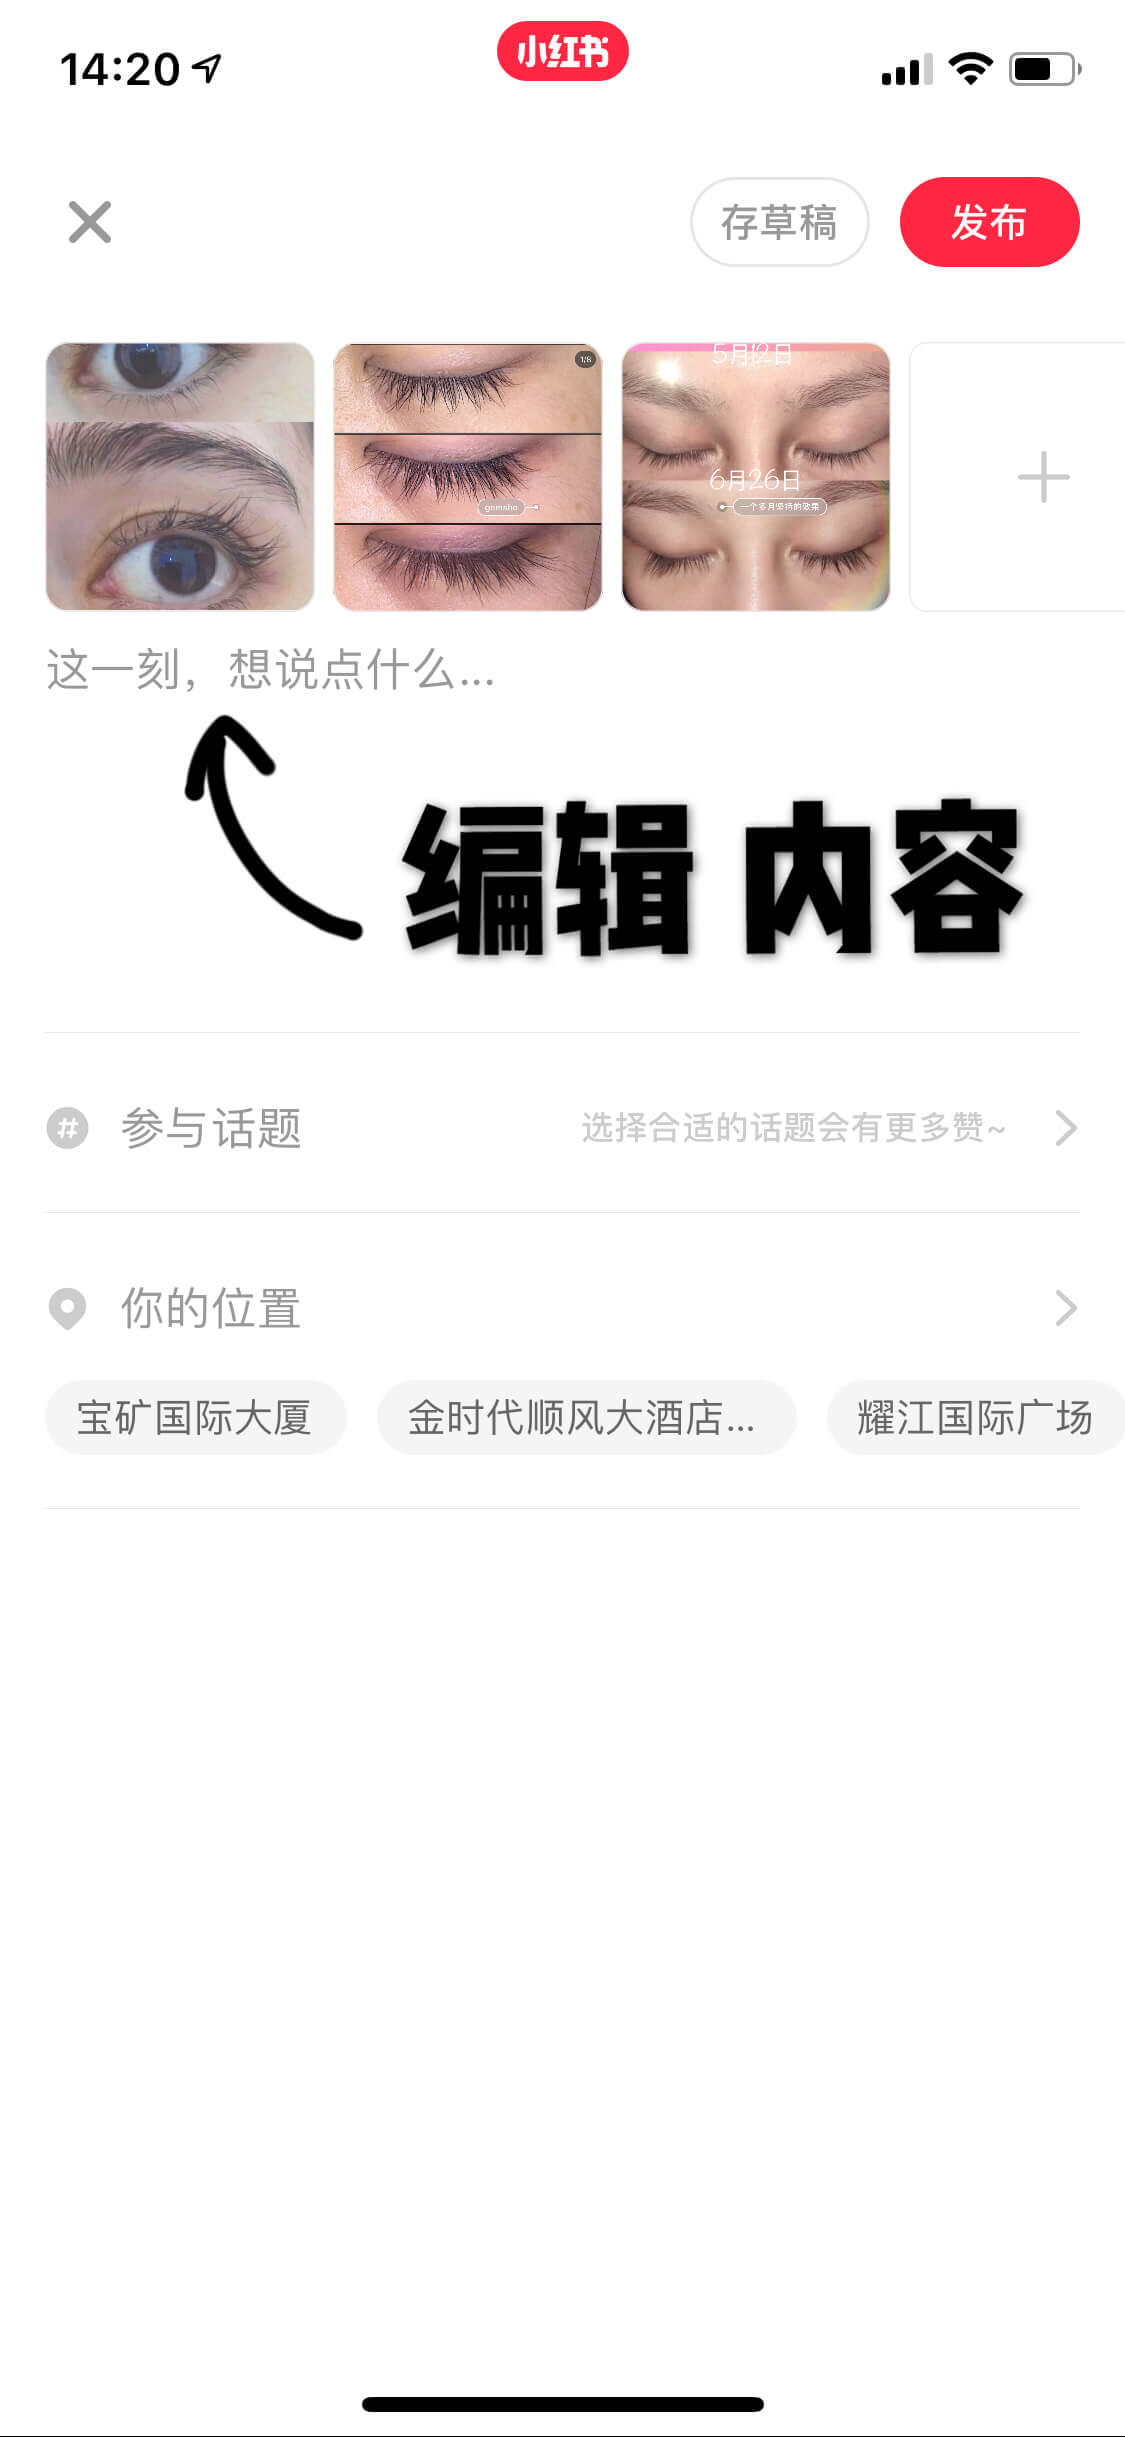 14:20
小红书
存草稿
发布
1/6
gomsho
5月12日
6月26日
一个多月坚持的效果
这一刻，想说点什么...
编辑 内容
参与话题
选择合适的话题会有更多赞~
你的位置
宝矿国际大厦
金时代顺风大酒店...
耀江国际广场